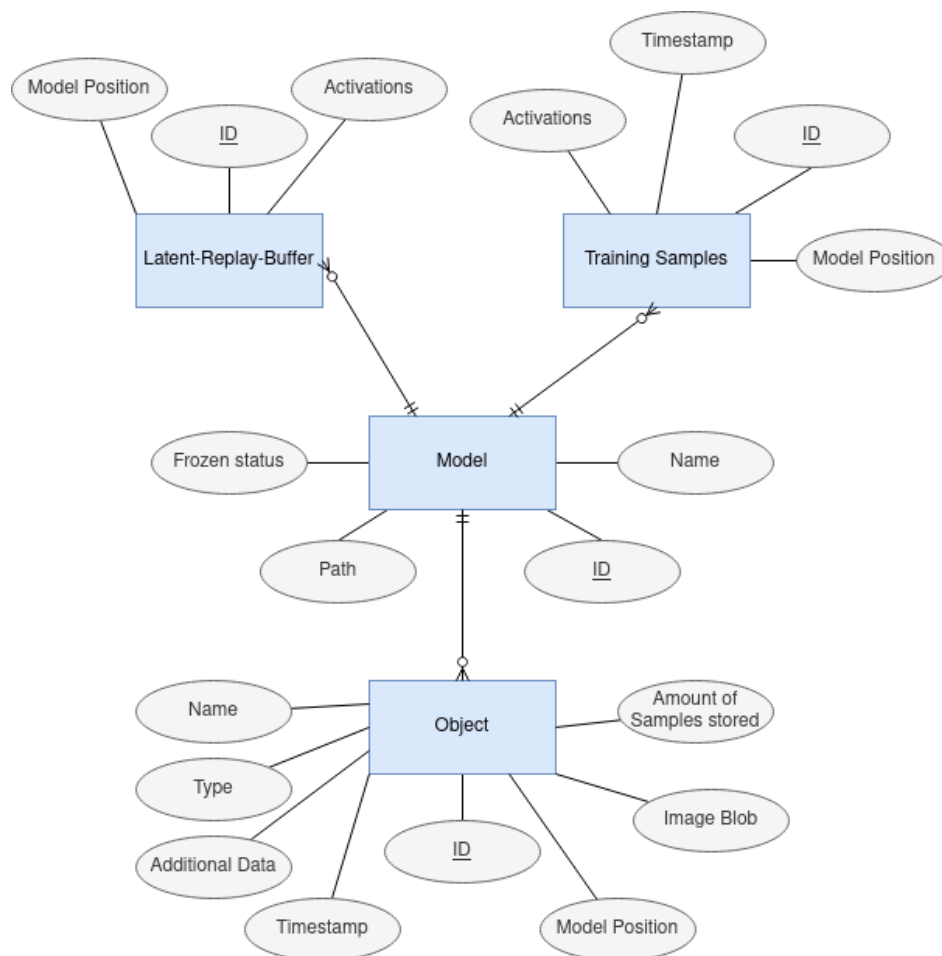 Timestamp
Model Position
Activations
ID
Activations
ID
Latent-Replay-Buffer
Training Samples
Model Position
Frozen status
Model
Name
Path
ID
Name
Object
Amount of
Samples stored
Type
Image Blob
Additional Data
ID
Timestamp
Model Position